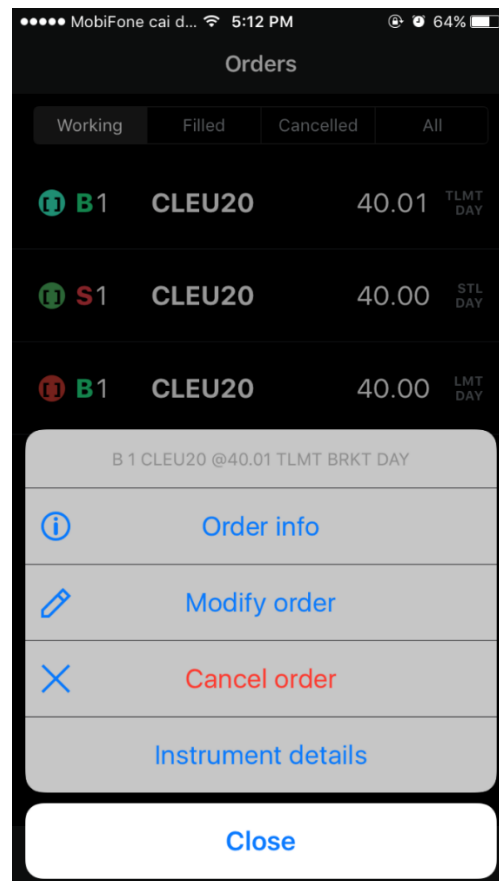 MobiFone cai d... 5:12 PM 64%
Orders
Working Filled Cancelled All
B1 CLEU20 40.01 TLMT DAY
S1 CLEU20 40.00 STL DAY
B1 CLEU20 40.00 LMT DAY
B 1 CLEU20 @40.01 TLMT BRKT DAY
Order info
Modify order
Cancel order
Instrument details
Close